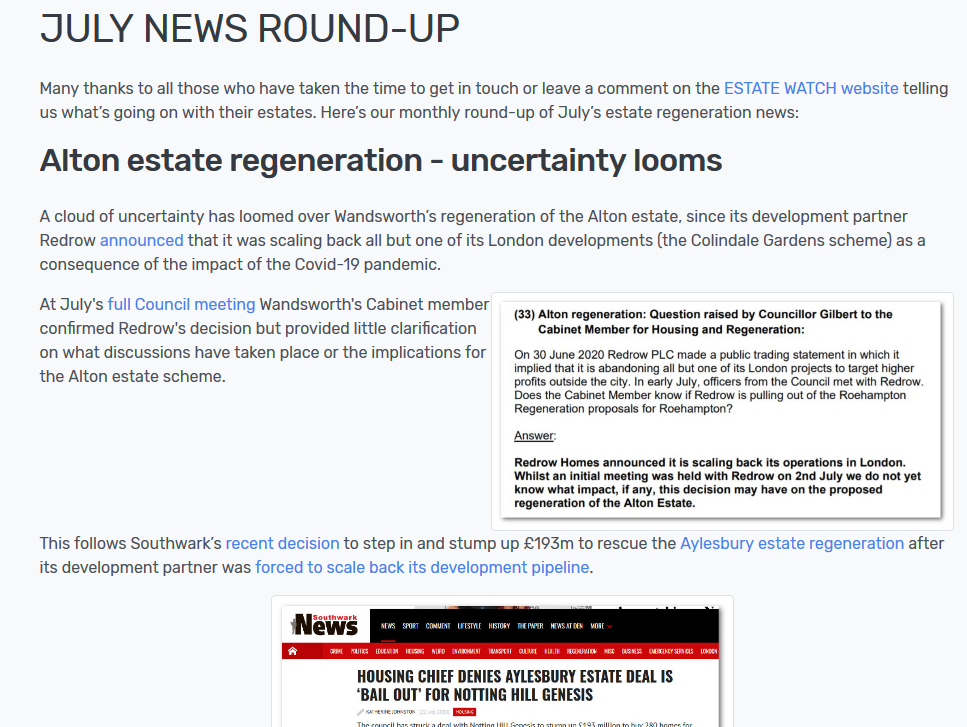 JULY NEWS ROUND-UP
Many thanks to all those who have taken the time to get in touch or leave a comment on the ESTATE WATCH website telling
us what's going on with their estates. Here's our monthly round-up of July's estate regeneration news:
Alton estate regeneration - uncertainty looms
A cloud of uncertainty has loomed over Wandsworth's regeneration of the Alton estate, since its development partner
Redrow announced that it was scaling back all but one of its London developments (the Colindale Gardens scheme) as a
consequence of the impact of the Covid-19 pandemic.
At July's full Council meeting Wandsworth's Cabinet member
confirmed Redrow's decision but provided little clarification
on what discussions have taken place or the implications for
the Alton estate scheme.
(33) Alton regeneration: Question raised by Councillor Gilbert to the
Cabinet Member for Housing and Regeneration:
On 30 June 2020 Redrow PLC made a public trading statement in which it
implied that it is abandoning all but one of its London projects to target higher
profits outside the city. In early July, officers from the Council met with Redrow.
Does the Cabinet Member know if Redrow is pulling out of the Roehampton
Regeneration proposals for Roehampton?
Answer:
Redrow Homes announced it is scaling back its operations in London.
Whilst an initial meeting was held with Redrow on 2nd July we do not yet
know what impact, if any, this decision may have on the proposed
regeneration of the Alton Estate.
This follows Southwark's recent decision to step in and stump up £193m to rescue the Aylesbury estate regeneration after
its development partner was forced to scale back its development pipeline.
Southwark
News
NEWS SPORT COMMENT LIFESTYLE HISTORY THE PAPER NEWS AT DEN MORE
CRIME POLITICS EDUCATION HOUSING WEIRD ENVIRONMENT TRANSPORT CULTURE HEALTH REGENERATION MISC BUSINESS EMERGENCY SERVICES LONDON
HOUSING CHIEF DENIES AYLESBURY ESTATE DEAL IS
'BAIL OUT' FOR NOTTING HILL GENESIS
KATHERINE JOHNSTON HOUSING
The council has struck a deal with Notting Hill Genesis to stump up £193 million to buy 280 homes for